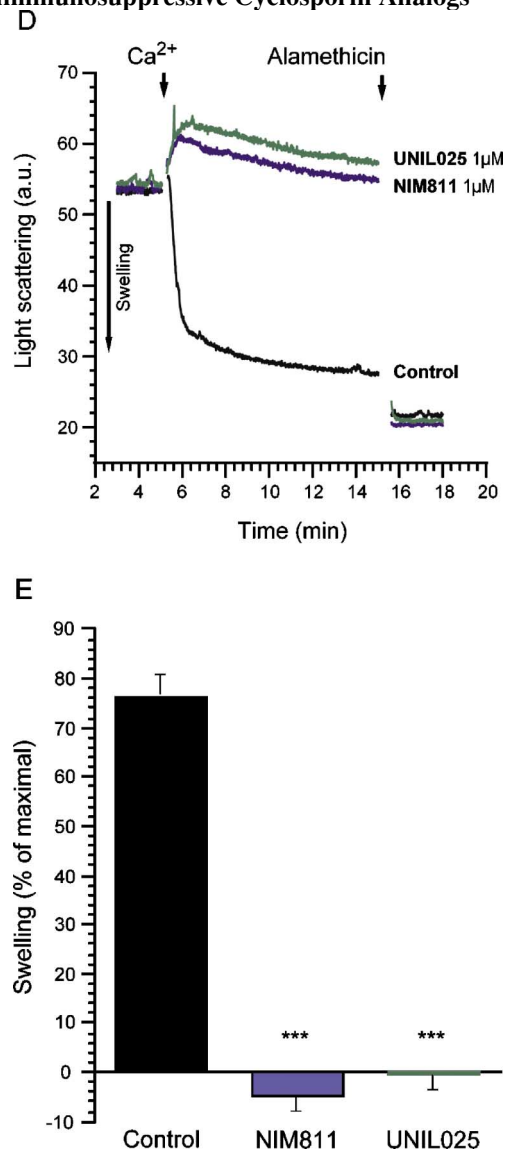 Immunosuppressive Cyclosporin Analogs
D
Ca2+
Alamethicin
70
60
50
40
30
20
Light scattering (a.u.)
Swelling
UNIL025 1µM
NIM811 1µM
Control
2 4 6 8 10 12 14 16 18 20
Time (min)
E
90
80
70
60
50
40
30
20
10
0
-10
Swelling (% of maximal)
*** ***
Control NIM811 UNIL025